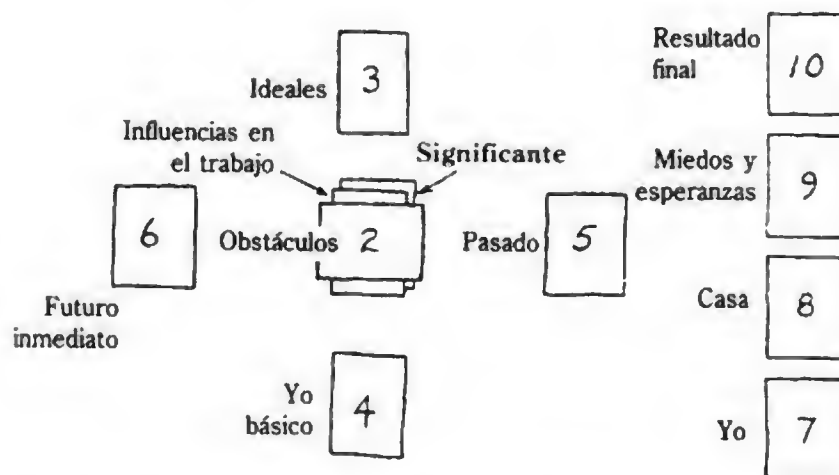 Ideales
3
Resultado
final
10
Influencias en
el trabajo
Significante
Miedos y
esperanzas
9
6
Obstáculos
2
Pasado
5
Futuro
inmediato
Casa
8
Yo
básico
4
Yo
7